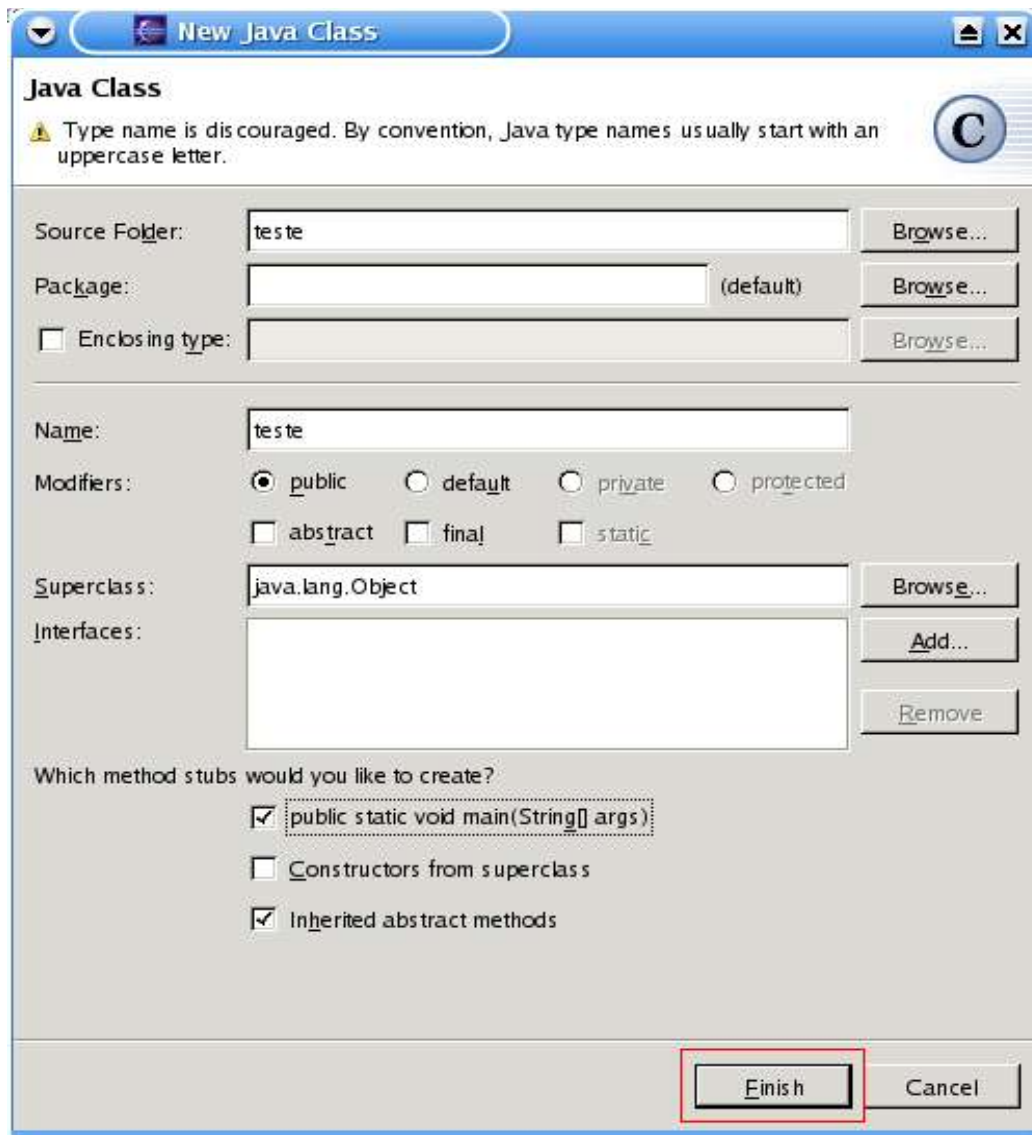 New Java Class
Java Class
Type name is discouraged. By convention, Java type names usually start with an
uppercase letter.
C
Source Folder: teste Browse...
Package: (default) Browse...
Enclosing type: Browse...
Name: teste
Modifiers: public default private protected
abstract final static
Superclass: java.lang.Object Browse...
Interfaces: Add...
Remove
Which method stubs would you like to create?
public static void main(String[] args)
Constructors from superclass
Inherited abstract methods
Finish Cancel